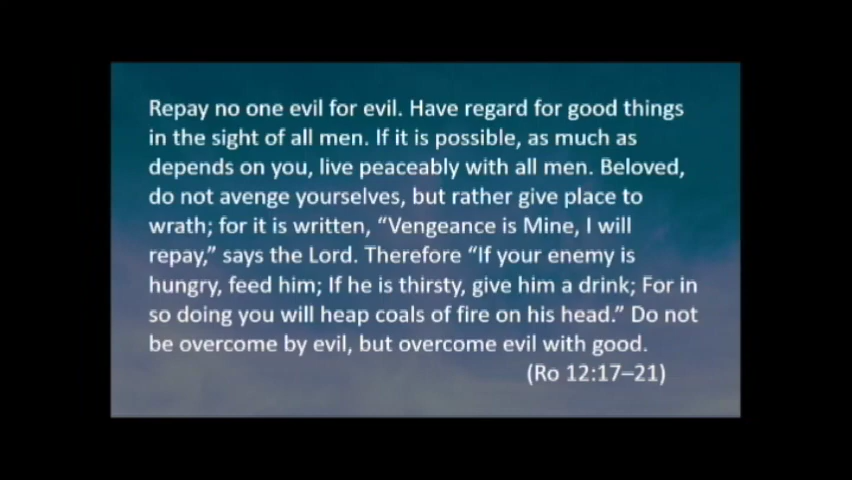 Repay no one evil for evil. Have regard for good things
in the sight of all men. If it is possible, as much as
depends on you, live peaceably with all men. Beloved,
do not avenge yourselves, but rather give place to
wrath; for it is written, “Vengeance is Mine, I will
repay,” says the Lord. Therefore “If your enemy is
hungry, feed him; If he is thirsty, give him a drink; For in
so doing you will heap coals of fire on his head.” Do not
be overcome by evil, but overcome evil with good.
(Ro 12:17–21)